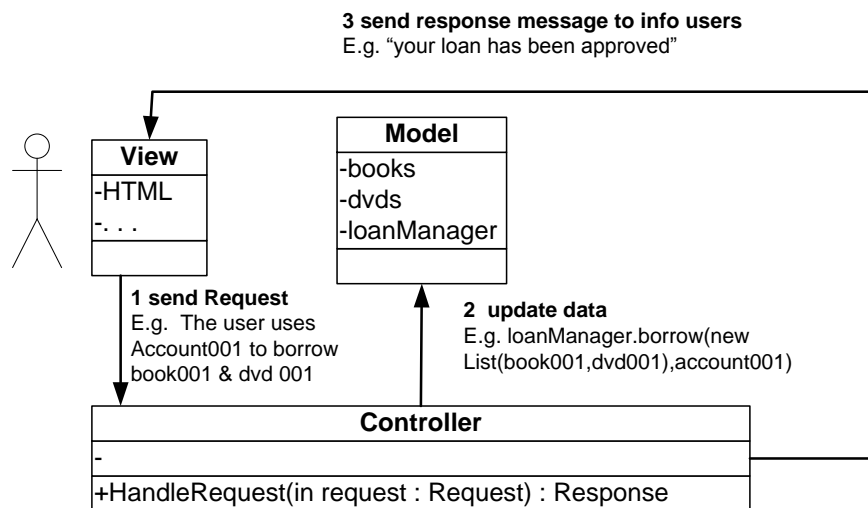 3 send response message to info users
E.g. “your loan has been approved”
View
-HTML
-. . .
Model
-books
-dvds
-loanManager
1 send Request
E.g. The user uses
Account001 to borrow
book001 & dvd 001
2 update data
E.g. loanManager.borrow(new
List(book001,dvd001),account001)
Controller
-
+HandleRequest(in request : Request) : Response